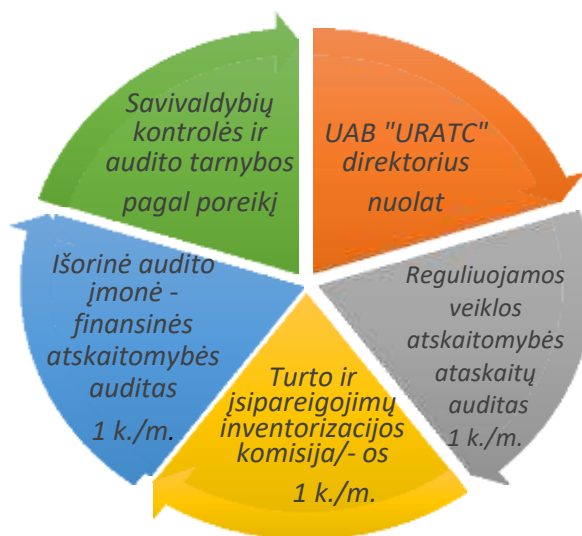 Savivaldybių
kontrolės ir
audito tarnybos
pagal poreikį
UAB "URATC"
direktorius
nuolat
Reguliuojamos
veiklos
atskaitomybės
ataskaitų
auditas
1 k./m.
Turto ir
įsipareigojimų
inventorizacijos
komisija/- os
1 k./m.
Išorinė audito
įmonė -
finansinės
atskaitomybės
auditas
1 k./m.